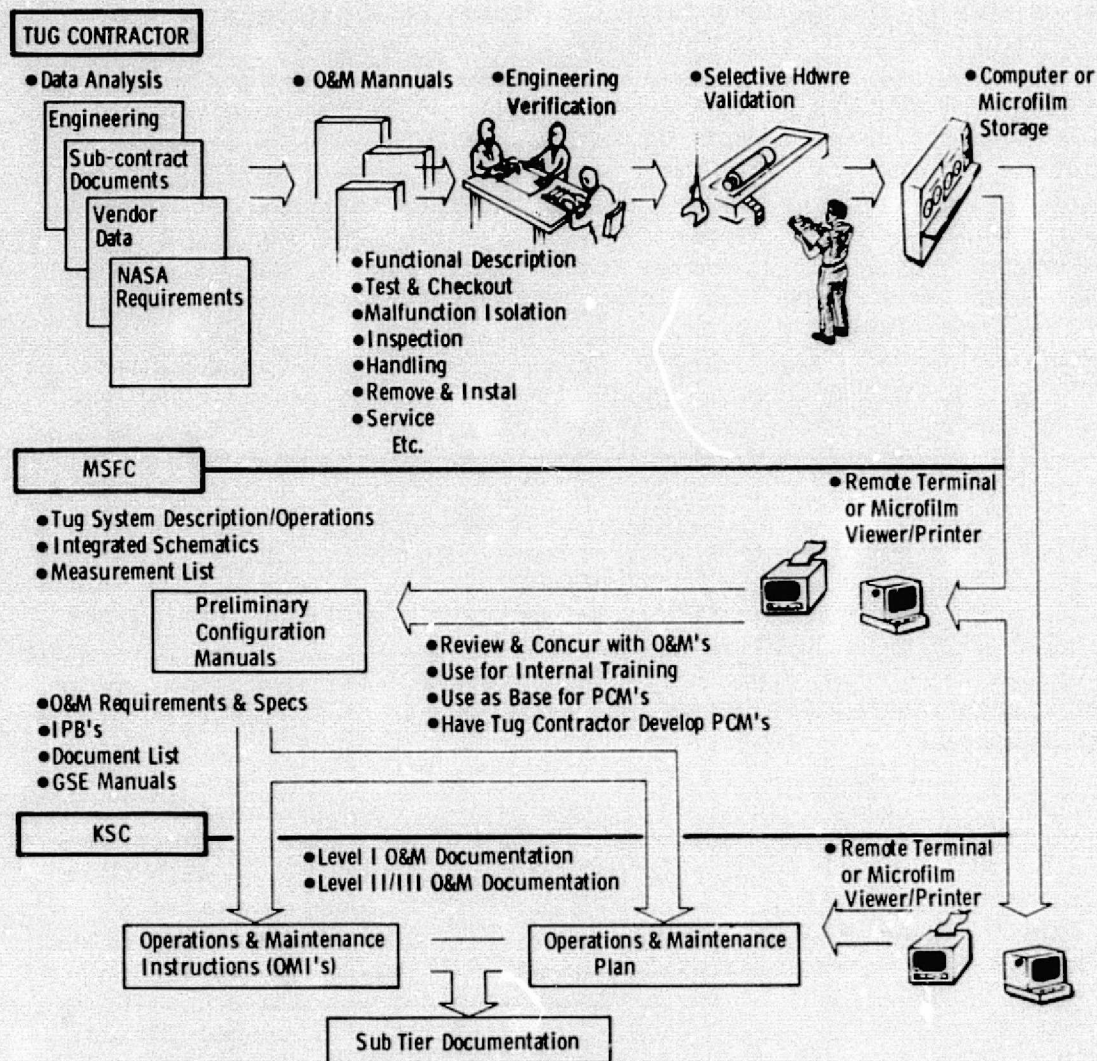 TUG CONTRACTOR
●Data Analysis
Engineering
Sub-contract
Documents
Vendor
Data
NASA
Requirements
●O&M Mannuals
●Functional Description
●Test & Checkout
●Malfunction Isolation
●Inspection
●Handling
●Remove & Instal
●Service
Etc.
●Engineering
Verification
●Selective Hdwre
Validation
●Computer or
Microfilm
Storage
MSFC
●Remote Terminal
or Microfilm
Viewer/Printer
●Tug System Description/Operations
●Integrated Schematics
●Measurement List
Preliminary
Configuration
Manuals
●Review & Concur with O&M's
●Use for Internal Training
●Use as Base for PCM's
●Have Tug Contractor Develop PCM's
●O&M Requirements & Specs
●IPB's
●Document List
●GSE Manuals
KSC
●Level I O&M Documentation
●Level II/III O&M Documentation
●Remote Terminal
or Microfilm
Viewer/Printer
Operations & Maintenance
Instructions (OMI's)
Operations & Maintenance
Plan
Sub Tier Documentation